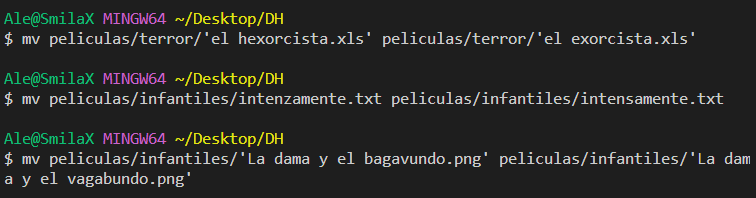 Ale@SmilaX MINGW64 ~/Desktop/DH
$ mv peliculas/terror/'el hexorcista.xls' peliculas/terror/'el exorcista.xls'
Ale@SmilaX MINGW64 ~/Desktop/DH
$ mv peliculas/infantiles/intenzamente.txt peliculas/infantiles/intensamente.txt
Ale@SmilaX MINGW64 ~/Desktop/DH
$ mv peliculas/infantiles/'La dama y el bagavundo.png' peliculas/infantiles/'La dam
a y el vagabundo.png'